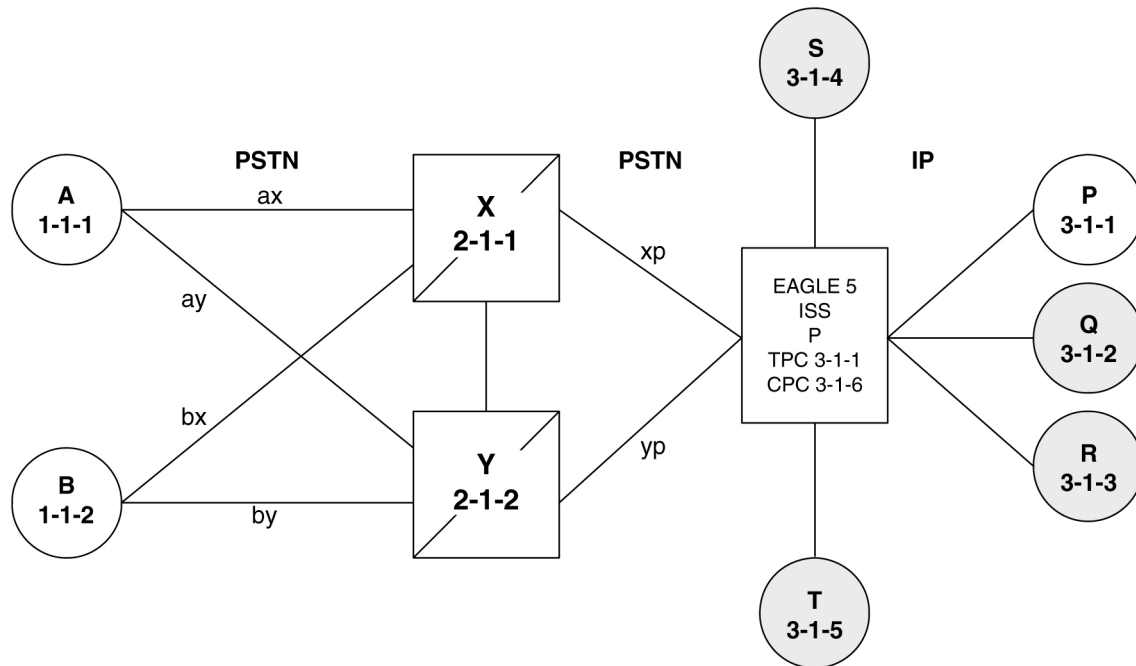 S
3-1-4
PSTN
PSTN
IP
A
1-1-1
ax
X
2-1-1
P
3-1-1
xp
ay
EAGLE 5
ISS
P
TPC 3-1-1
CPC 3-1-6
Q
3-1-2
bx
yp
B
1-1-2
by
Y
2-1-2
R
3-1-3
T
3-1-5